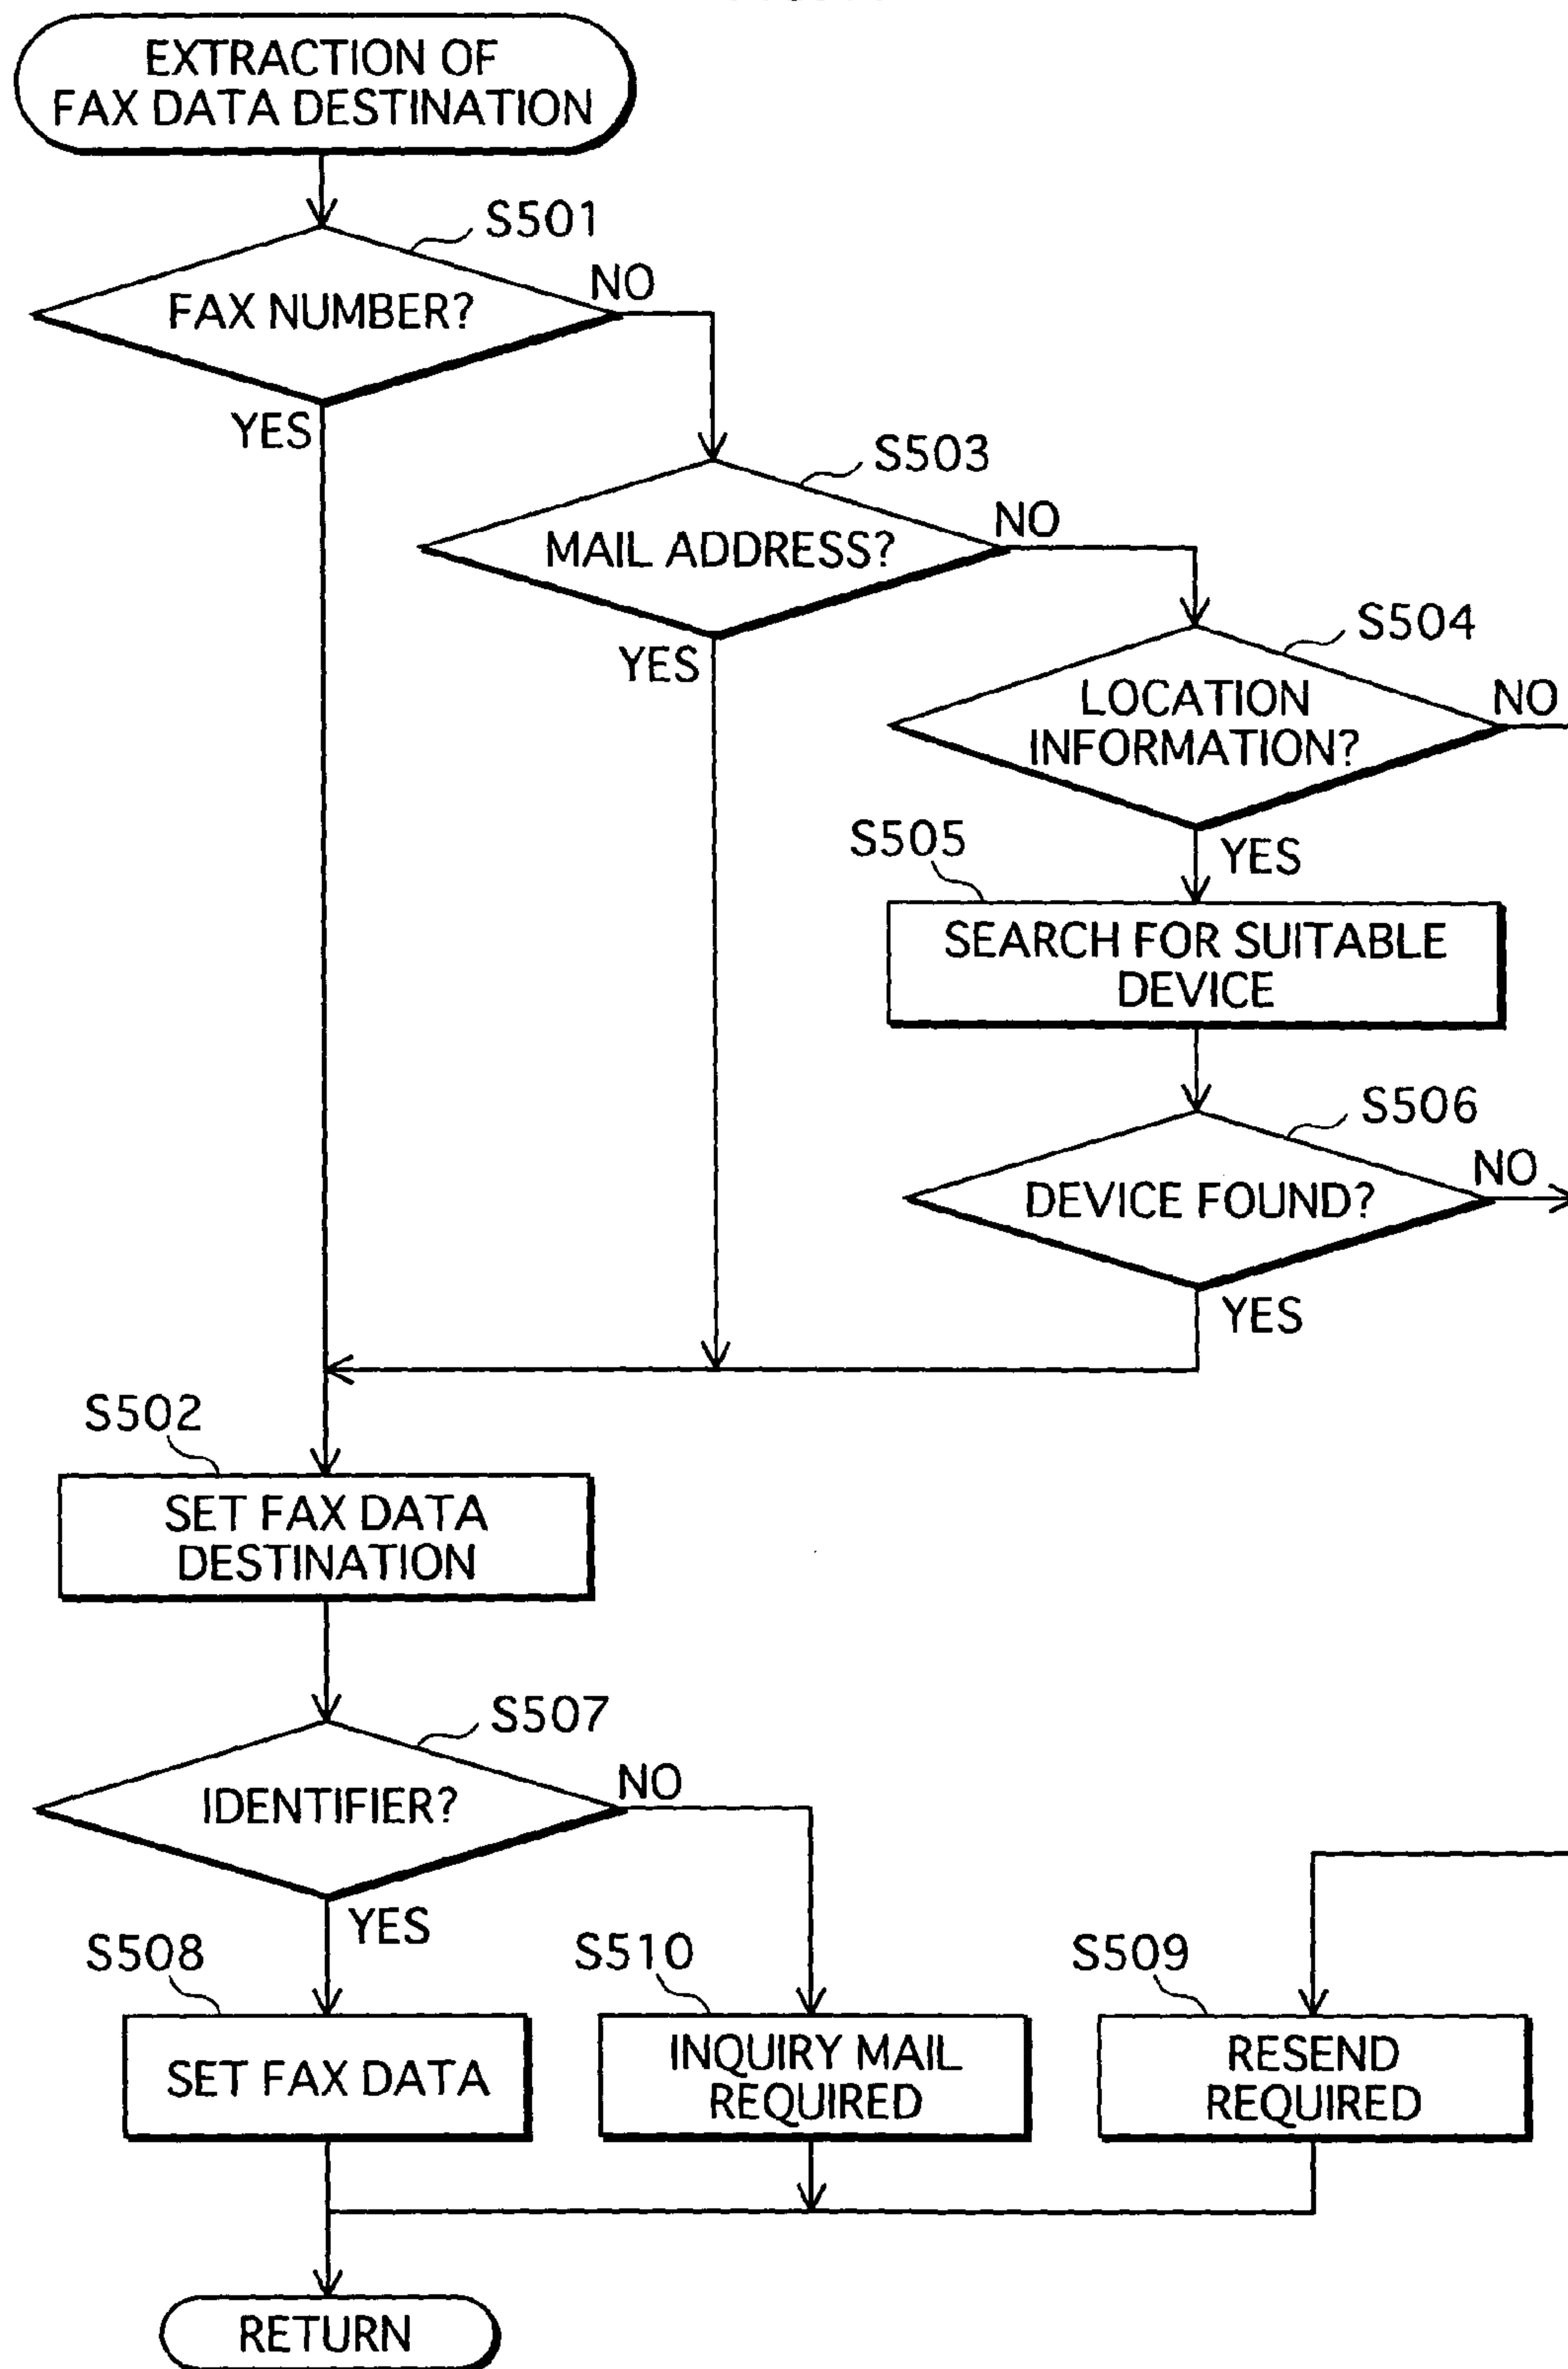 EXTRACTION OF
FAX DATA DESTINATION
S501
FAX NUMBER?
NO
YES
S503
MAIL ADDRESS?
NO
YES
S504
LOCATION
INFORMATION?
NO
YES
S505
SEARCH FOR SUITABLE
DEVICE
S506
DEVICE FOUND?
NO
YES
S502
SET FAX DATA
DESTINATION
S507
IDENTIFIER?
NO
YES
S508
SET FAX DATA
S510
INQUIRY MAIL
REQUIRED
S509
RESEND
REQUIRED
RETURN